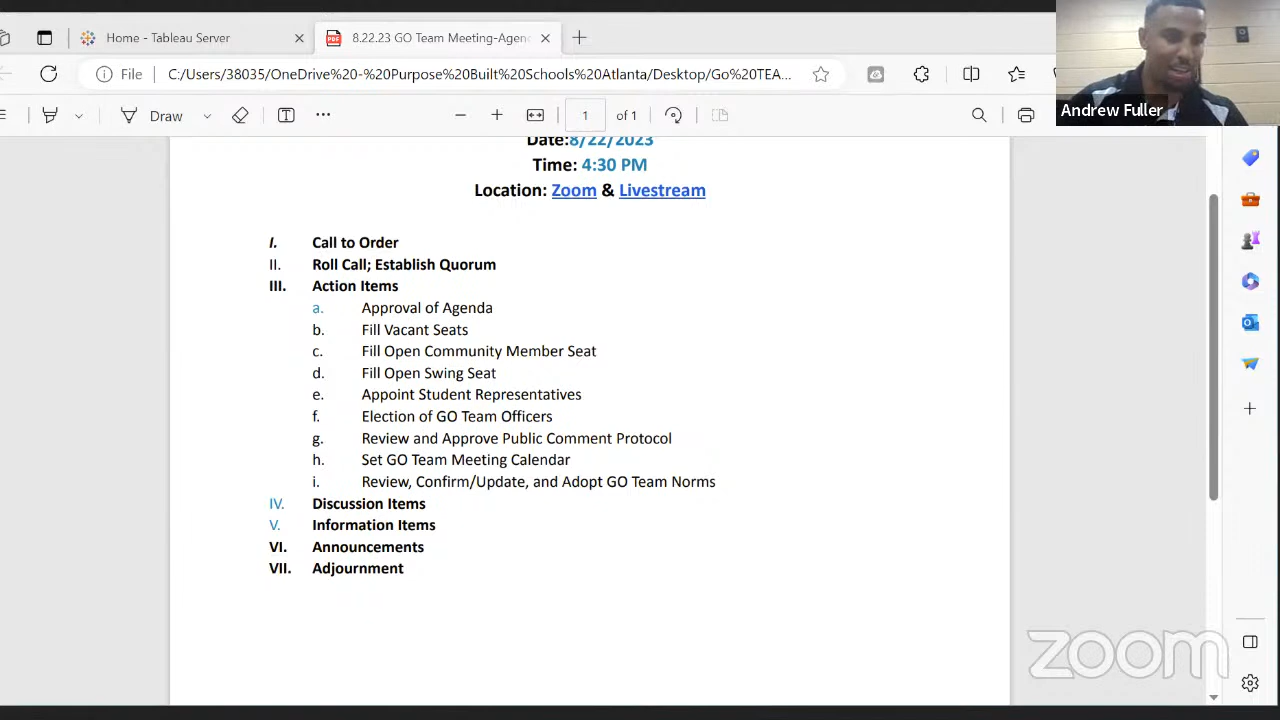 Home - Tableau Server
8.22.23 GO Team Meeting-Agen
File
C:/Users/38035/OneDrive%20-%20Purpose%20Built%20Schools%20Atlanta/Desktop/Go%20TEA...
Draw
1 of 1
Andrew Fuller
Date:8/22/2023
Time: 4:30 PM
Location: Zoom & Livestream
I. Call to Order
II. Roll Call; Establish Quorum
III. Action Items
a. Approval of Agenda
b. Fill Vacant Seats
c. Fill Open Community Member Seat
d. Fill Open Swing Seat
e. Appoint Student Representatives
f. Election of GO Team Officers
g. Review and Approve Public Comment Protocol
h. Set GO Team Meeting Calendar
i. Review, Confirm/Update, and Adopt GO Team Norms
IV. Discussion Items
V. Information Items
VI. Announcements
VII. Adjournment
zoom